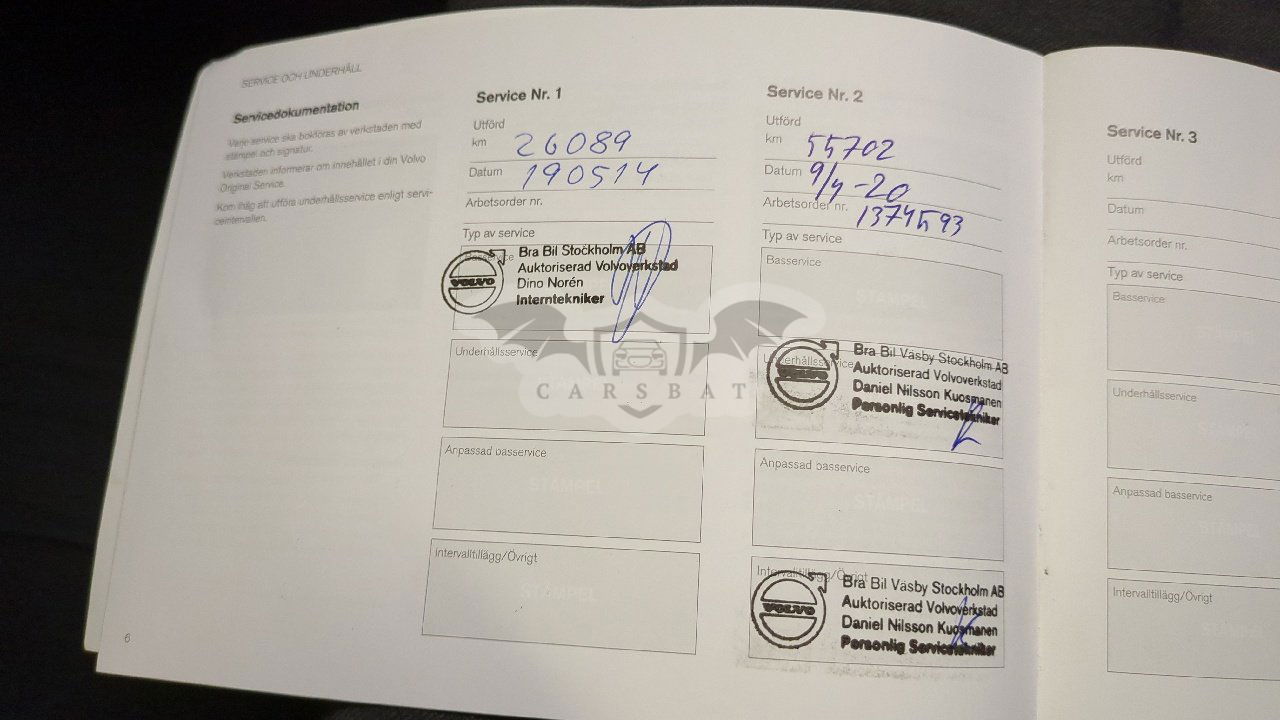 SERVICE OCH UNDERHÅLL
Servicedokumentation
Varje service ska bokföras av verkstaden med
stämpel och signatur.
Verkstaden informerar om innehållet i din Volvo
Original Service.
Kom ihåg att utföra underhållsservice enligt servi-
ceintervallen.
6
Service Nr. 1
Utförd
km 26089
Datum 190514
Arbetsorder nr.
Typ av service
Bra Bil Stockholm AB
Auktoriserad Volvoverkstad
Dino Norén
Interntekniker
VOLVO
Underhållsservice
Anpassad basservice
STÄMPEL
Intervalltillägg/Övrigt
STÄMPEL
Service Nr. 2
Utförd
km 55702
Datum 9/4-20
Arbetsorder nr. 1374593
Typ av service
Basservice
STÄMPEL
Underhållsservice
VOLVO
Bra Bil Väsby Stockholm AB
Auktoriserad Volvoverkstad
Daniel Nilsson Kuosmanen
Personlig Servicetekniker
Anpassad basservice
STÄMPEL
Intervalltillägg/Övrigt
VOLVO
Bra Bil Väsby Stockholm AB
Auktoriserad Volvoverkstad
Daniel Nilsson Kuosmanen
Personlig Servicetekniker
Service Nr. 3
Utförd
km
Datum
Arbetsorder nr.
Typ av service
Basservice
Underhållsservice
Anpassad basservice
Intervalltillägg/Övrigt
CARSBAT